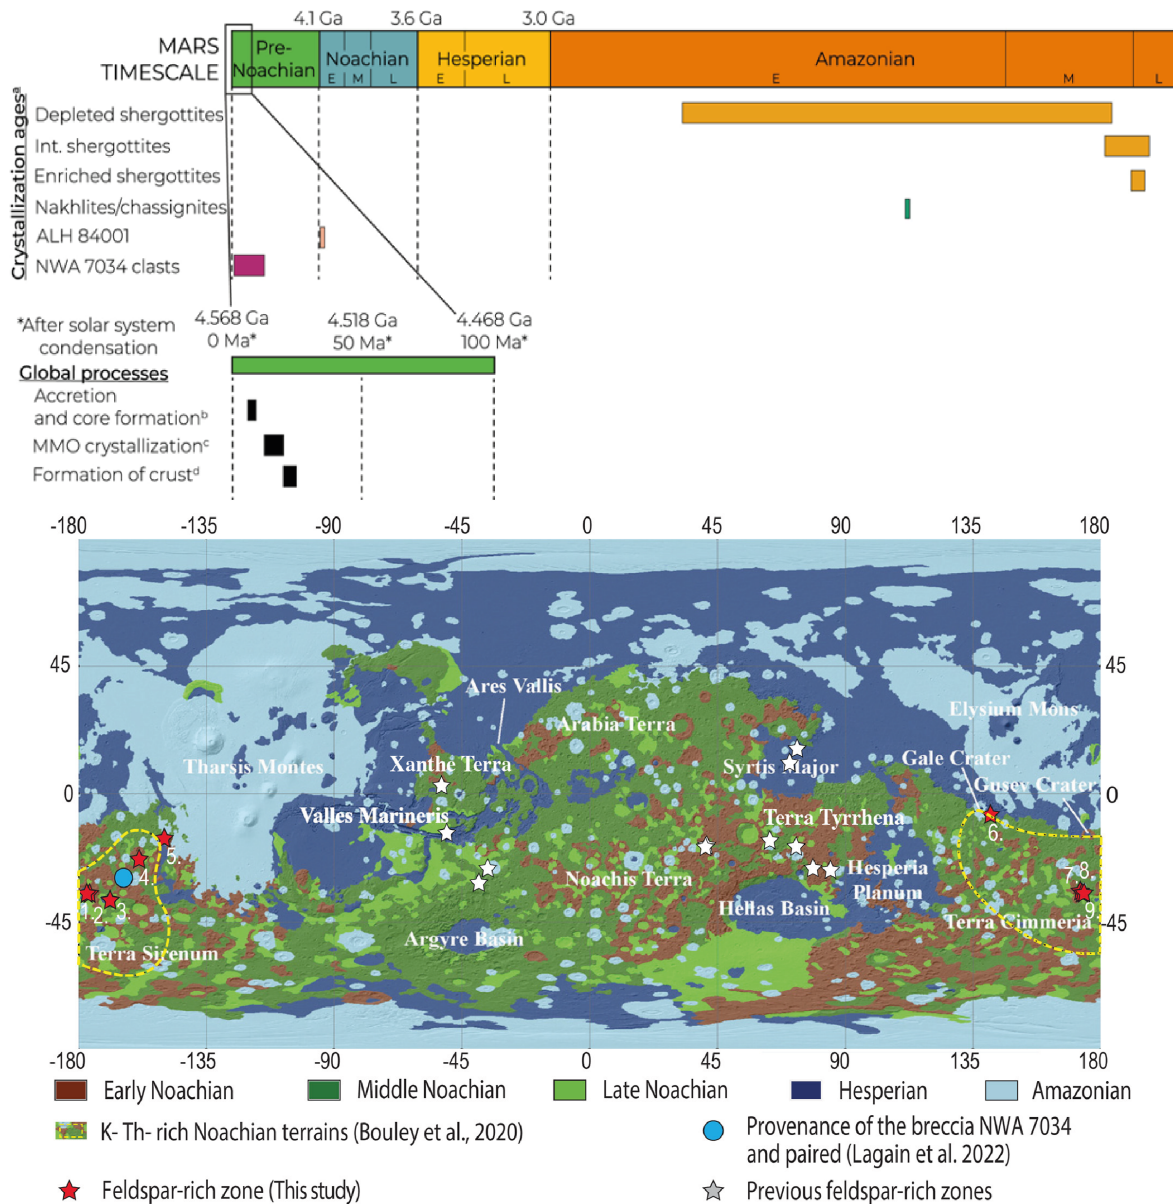 4.1 Ga 3.6 Ga 3.0 Ga
MARS
TIMESCALE
Pre-
Noachian
Noachian
E M L
Hesperian
E L
Amazonian
E M L
Crystallization agesᵃ
Depleted shergottites
Int. shergottites
Enriched shergottites
Nakhlites/chassignites
ALH 84001
NWA 7034 clasts
*After solar system
condensation
4.568 Ga 4.518 Ga 4.468 Ga
0 Ma* 50 Ma* 100 Ma*
Global processes
Accretion
and core formationᵇ
MMO crystallizationᶜ
Formation of crustᵈ
-180 -135 -90 -45 0 45 90 135 180
45 45
0 0
-45 -45
Ares Vallis
Arabia Terra
Elysium Mons
Tharsis Montes
Xanthe Terra
Syrtis Major
Gale Crater
Gusev Crater
Valles Marineris
Terra Tyrrhena
6.
5.
4.
Noachis Terra
Hesperia
Planum
7. 8.
1. 2. 3.
Hellas Basin
9.
Terra Cimmeria
Argyre Basin
Terra Sirenum
-180 -135 -90 -45 0 45 90 135 180
Early Noachian Middle Noachian Late Noachian Hesperian Amazonian
K- Th- rich Noachian terrains (Bouley et al., 2020)
Provenance of the breccia NWA 7034
and paired (Lagain et al. 2022)
Feldspar-rich zone (This study)
Previous feldspar-rich zones